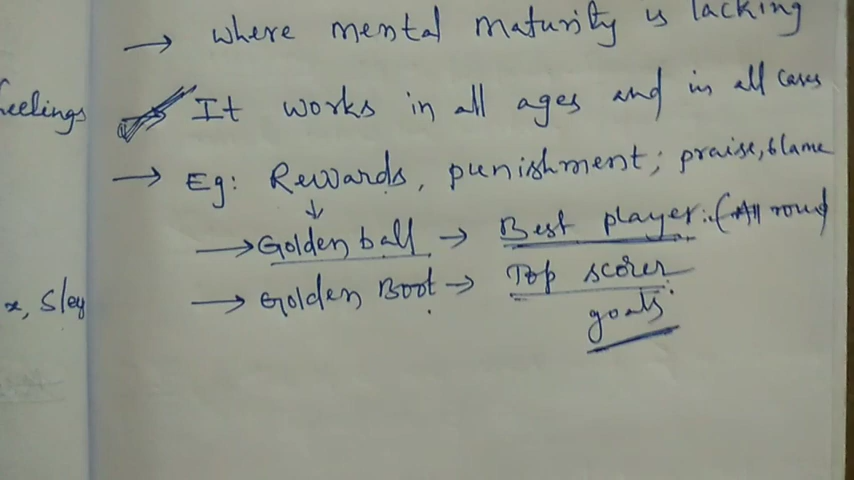 → where mental maturity is lacking
feelings
→ It works in all ages and in all cases
→ Eg: Rewards, punishment; praise, blame
→ Golden ball → Best player. (All round)
→ Golden Boot → Top scorer
goals.